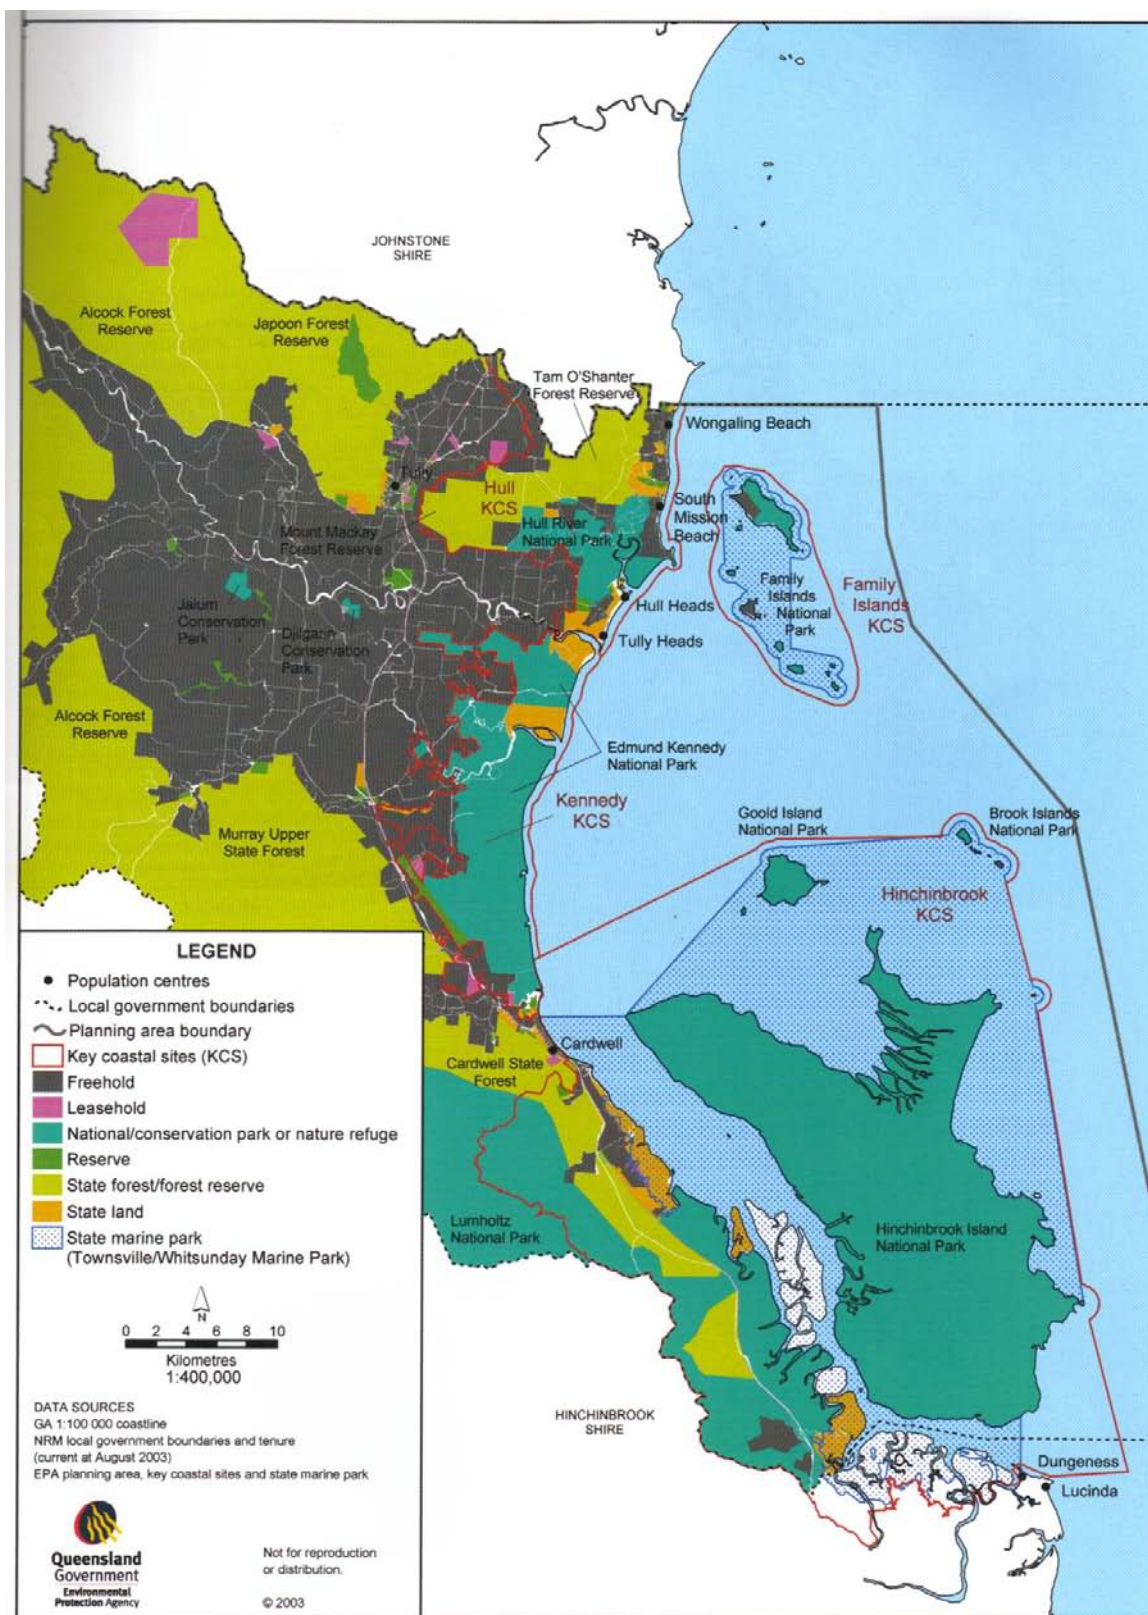 JOHNSTONE
SHIRE
Alcock Forest
Reserve
Japoon Forest
Reserve
Tam O'Shanter
Forest Reserve
Wongaling Beach
Tully
Hull
KCS
South
Mission
Beach
Mount Mackay
Forest Reserve
Hull River
National Park
Family
Islands
National
Park
Family
Islands
KCS
Jalum
Conservation
Park
Djilgarin
Conservation
Park
Hull Heads
Tully Heads
Alcock Forest
Reserve
Edmund Kennedy
National Park
Kennedy
KCS
Goold Island
National Park
Brook Islands
National Park
Murray Upper
State Forest
Hinchinbrook
KCS
Cardwell
Cardwell State
Forest
Lumholtz
National Park
Hinchinbrook Island
National Park
HINCHINBROOK
SHIRE
Dungeness
Lucinda
LEGEND
Population centres
Local government boundaries
Planning area boundary
Key coastal sites (KCS)
Freehold
Leasehold
National/conservation park or nature refuge
Reserve
State forest/forest reserve
State land
State marine park
(Townsville/Whitsunday Marine Park)
N
0 2 4 6 8 10
Kilometres
1:400,000
DATA SOURCES
GA 1:100 000 coastline
NRM local government boundaries and tenure
(current at August 2003)
EPA planning area, key coastal sites and state marine park
Queensland
Government
Environmental
Protection Agency
Not for reproduction
or distribution.
© 2003